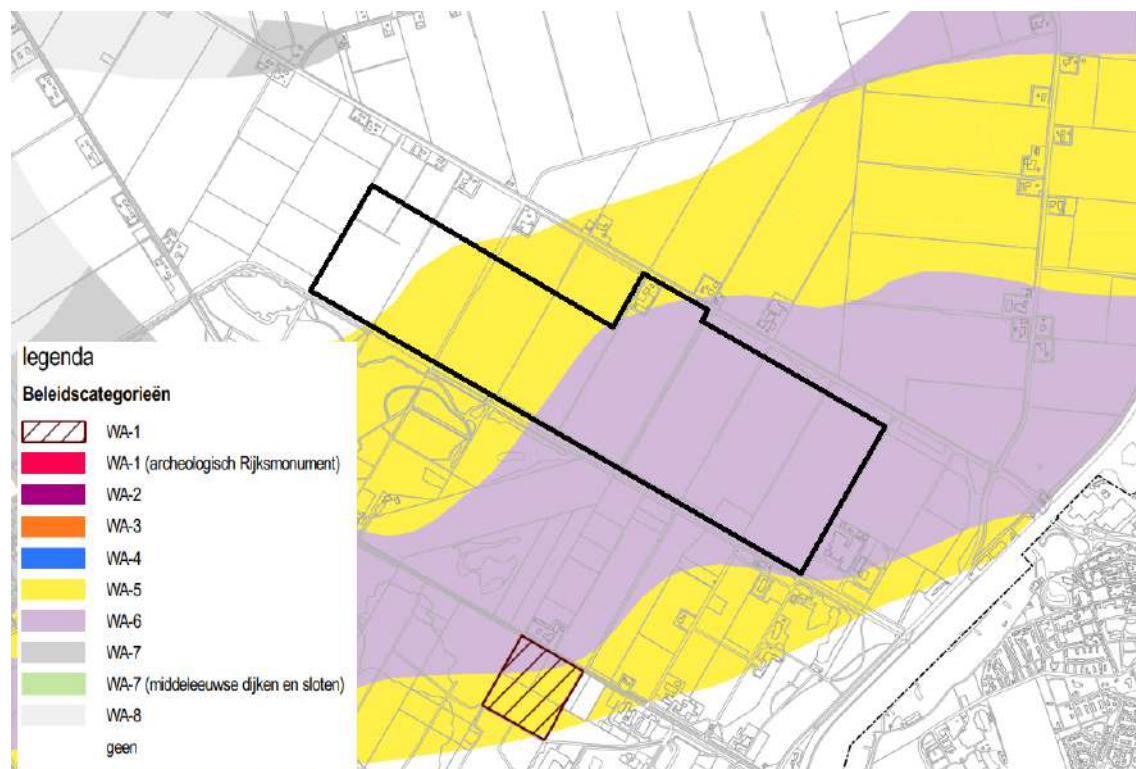 legenda
Beleidscategorieën
WA-1
WA-1 (archeologisch Rijksmonument)
WA-2
WA-3
WA-4
WA-5
WA-6
WA-7
WA-7 (middeleeuwse dijken en sloten)
WA-8
geen